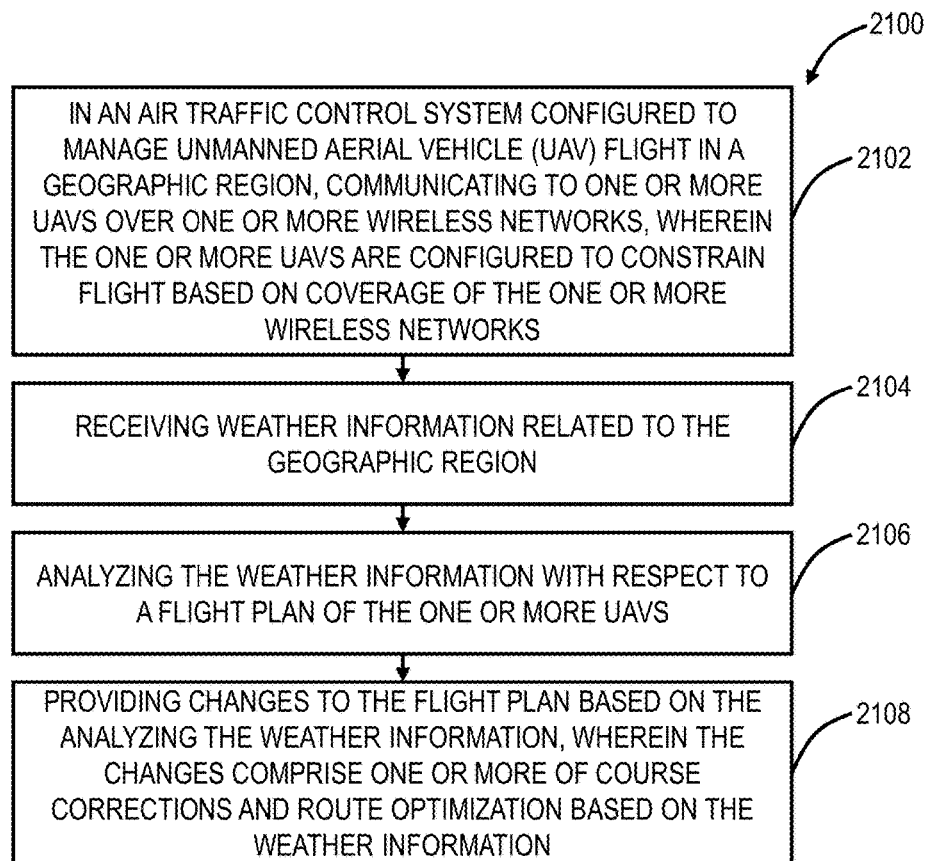 2100
IN AN AIR TRAFFIC CONTROL SYSTEM CONFIGURED TO
MANAGE UNMANNED AERIAL VEHICLE (UAV) FLIGHT IN A
GEOGRAPHIC REGION, COMMUNICATING TO ONE OR MORE
UAVS OVER ONE OR MORE WIRELESS NETWORKS, WHEREIN
THE ONE OR MORE UAVS ARE CONFIGURED TO CONSTRAIN
FLIGHT BASED ON COVERAGE OF THE ONE OR MORE
WIRELESS NETWORKS
2102
RECEIVING WEATHER INFORMATION RELATED TO THE
GEOGRAPHIC REGION
2104
ANALYZING THE WEATHER INFORMATION WITH RESPECT TO
A FLIGHT PLAN OF THE ONE OR MORE UAVS
2106
PROVIDING CHANGES TO THE FLIGHT PLAN BASED ON THE
ANALYZING THE WEATHER INFORMATION, WHEREIN THE
CHANGES COMPRISE ONE OR MORE OF COURSE
CORRECTIONS AND ROUTE OPTIMIZATION BASED ON THE
WEATHER INFORMATION
2108